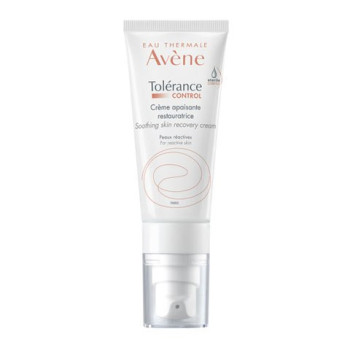 EAU THERMALE
Avène
Tolérance
CONTROL
Crème apaisante
restauratrice
Soothing skin recovery cream
Peaux réactives
For reactive skin